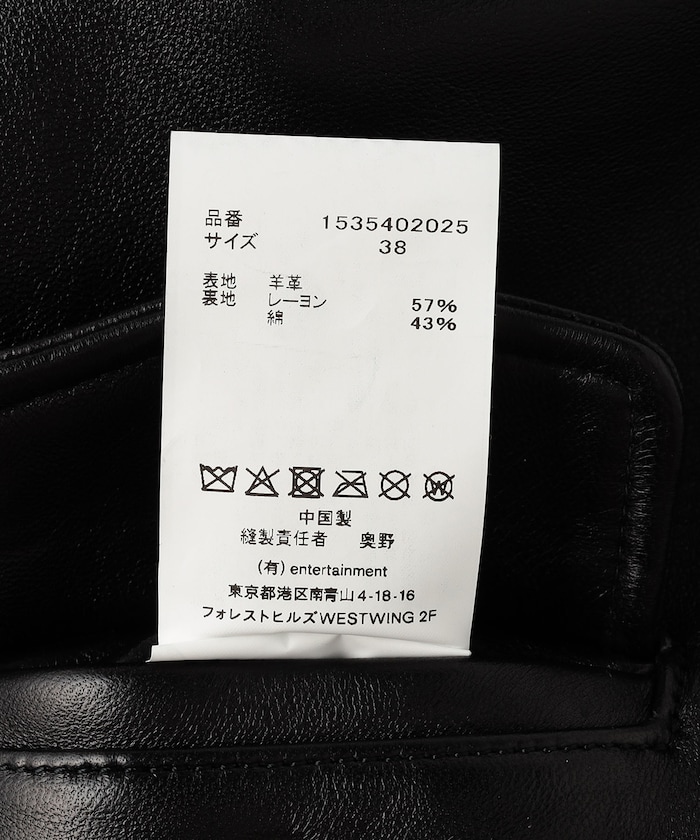 品番 1535402025
サイズ 38
表地 羊革
裏地 レーヨン 57%
綿 43%
中国製
縫製責任者 奥野
(有) entertainment
東京都港区南青山4-18-16
フォレストヒルズWESTWING 2F